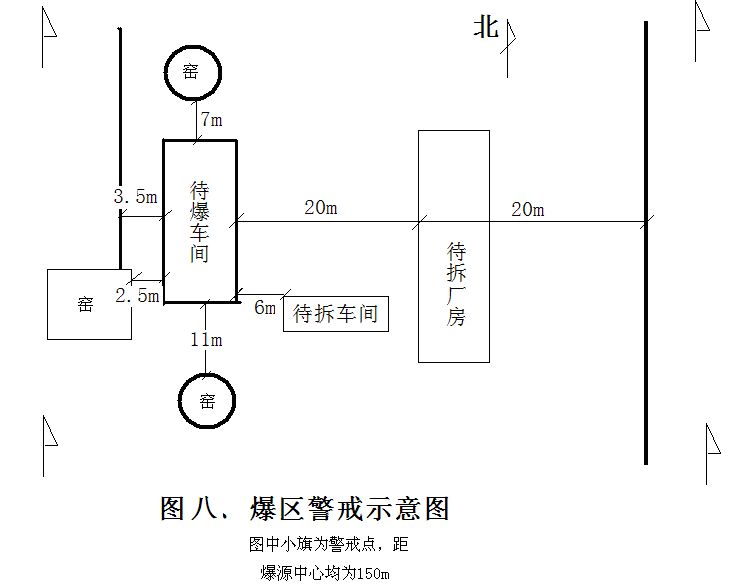 北
窑
7m
待爆车间
3.5m
20m
20m
待拆厂房
窑
2.5m
6m
待拆车间
11m
窑
图八. 爆区警戒示意图
图中小旗为警戒点，距
爆源中心均为150m